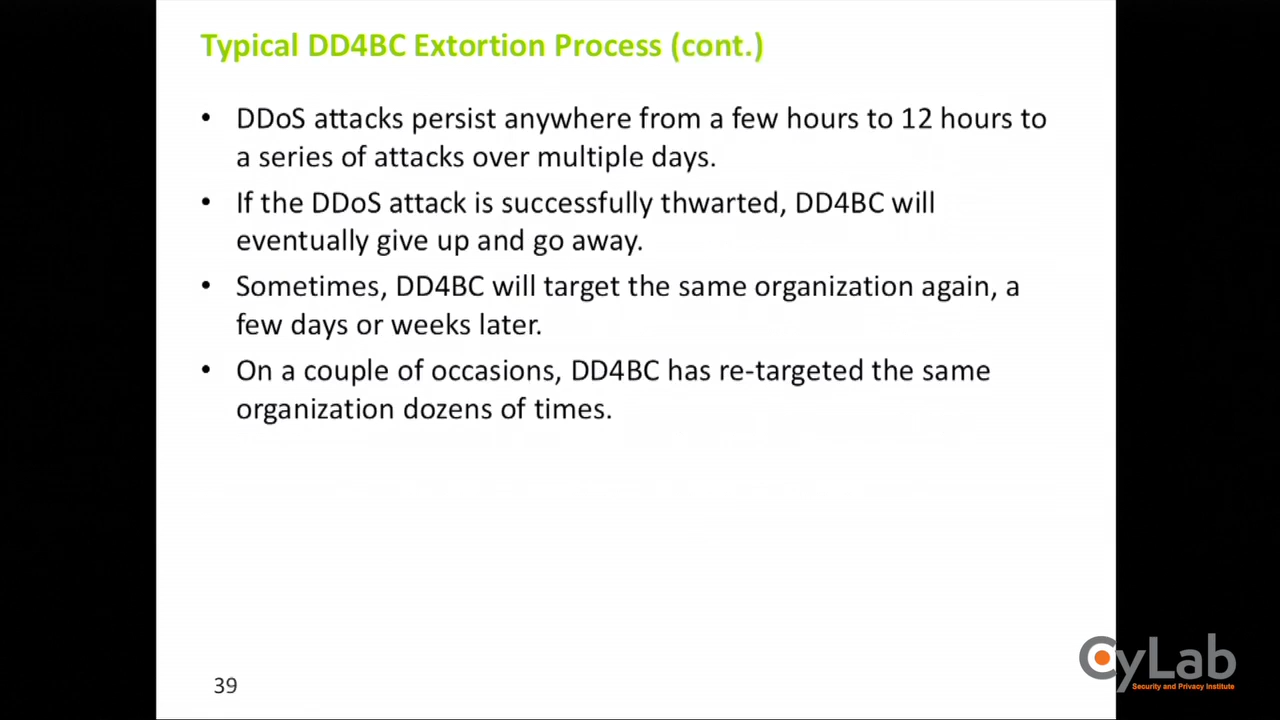 Typical DD4BC Extortion Process (cont.)
• DDoS attacks persist anywhere from a few hours to 12 hours to
a series of attacks over multiple days.
• If the DDoS attack is successfully thwarted, DD4BC will
eventually give up and go away.
• Sometimes, DD4BC will target the same organization again, a
few days or weeks later.
• On a couple of occasions, DD4BC has re-targeted the same
organization dozens of times.
39
CyLab
Security and Privacy Institute